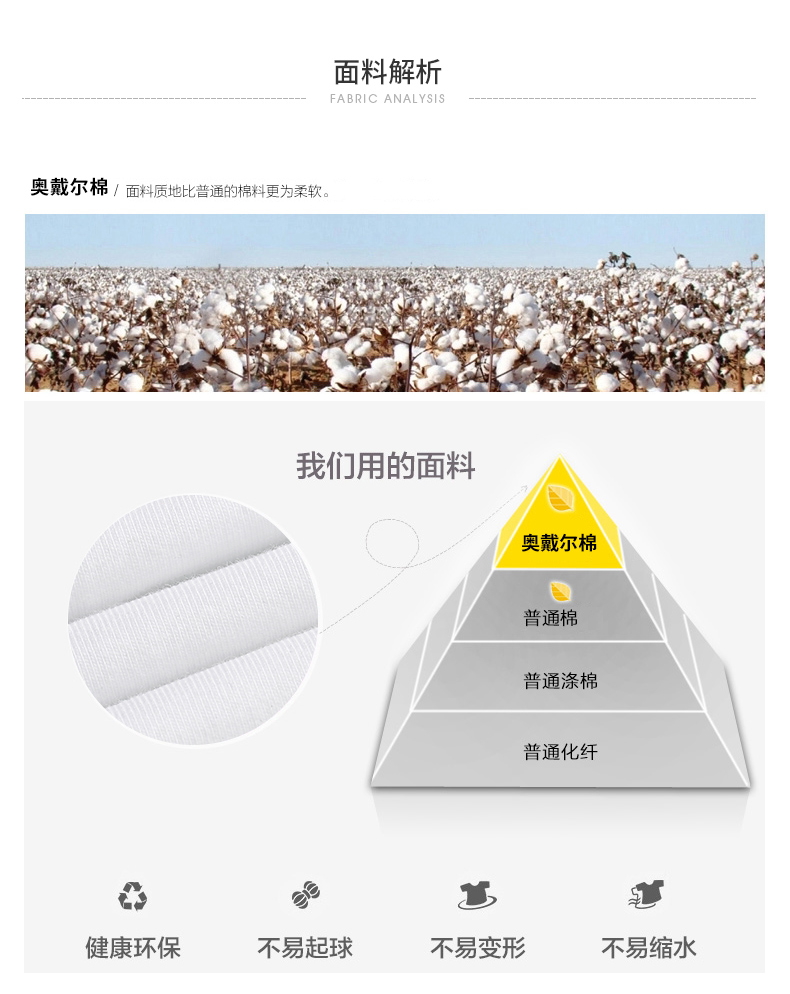 面料解析
FABRIC ANALYSIS
奥戴尔棉 / 面料质地比普通的棉料更为柔软。
我们用的面料
奥戴尔棉
普通棉
普通涤棉
普通化纤
健康环保 不易起球 不易变形 不易缩水